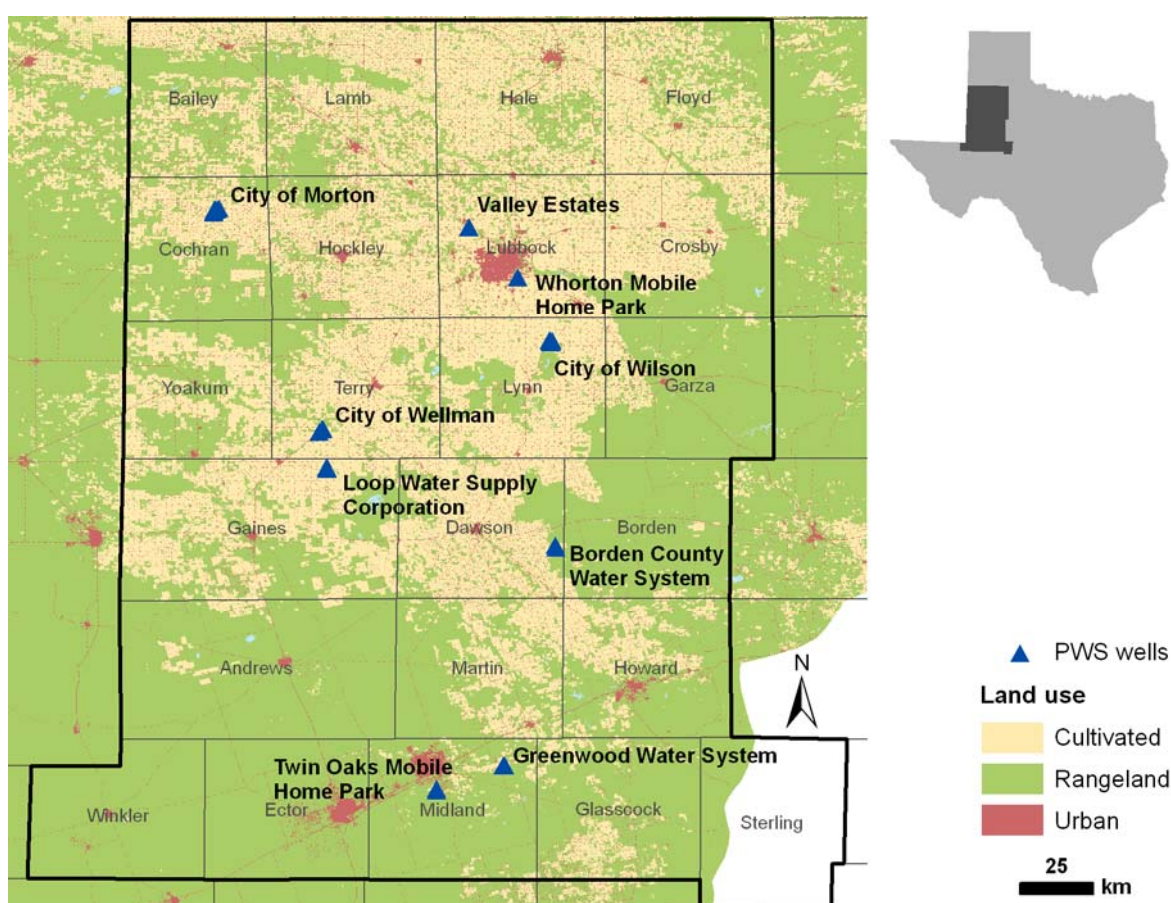 Bailey
Lamb
Hale
Floyd
City of Morton
Valley Estates
Cochran
Hockley
Lubbock
Crosby
Whorton Mobile
Home Park
City of Wilson
Yoakum
Terry
Lynn
Garza
City of Wellman
Loop Water Supply
Corporation
Gaines
Dawson
Borden
Borden County
Water System
Andrews
Martin
Howard
Greenwood Water System
Twin Oaks Mobile
Home Park
Winkler
Ector
Midland
Glasscock
Sterling
N
PWS wells
Land use
Cultivated
Rangeland
Urban
25
km